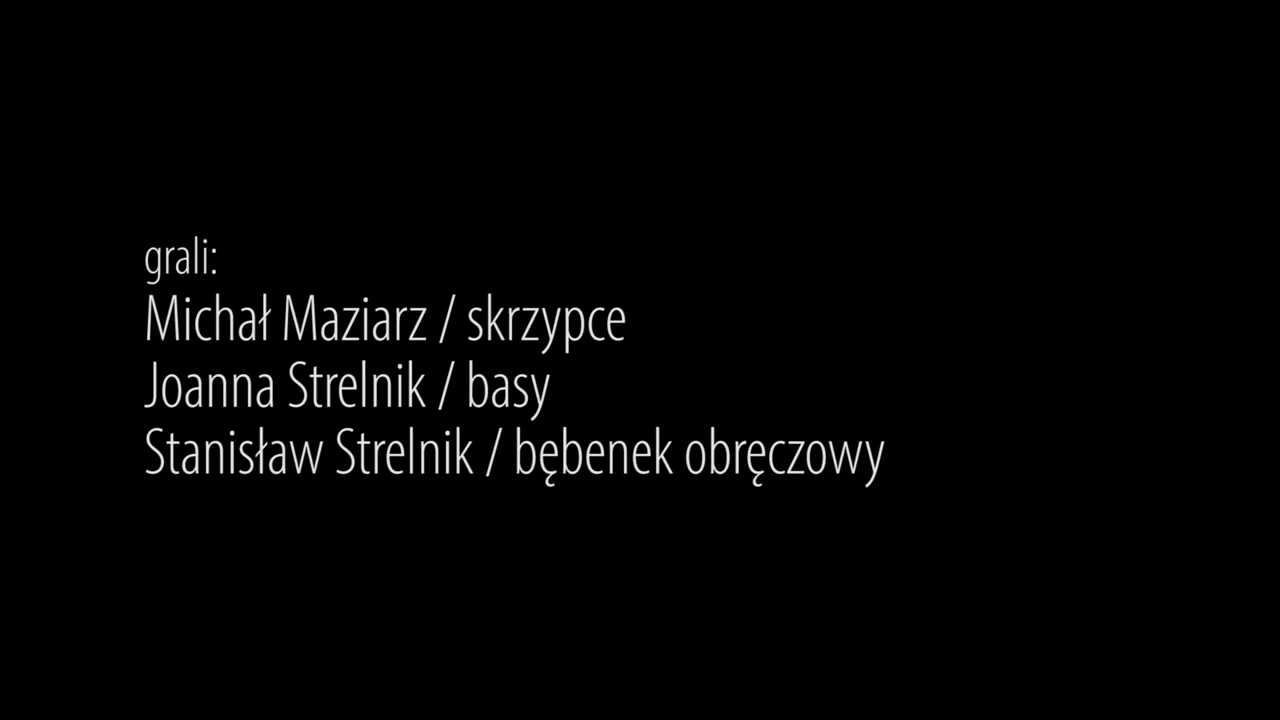 grali:
Michał Maziarz / skrzypce
Joanna Strelnik / basy
Stanisław Strelnik / bębenek obręczowy